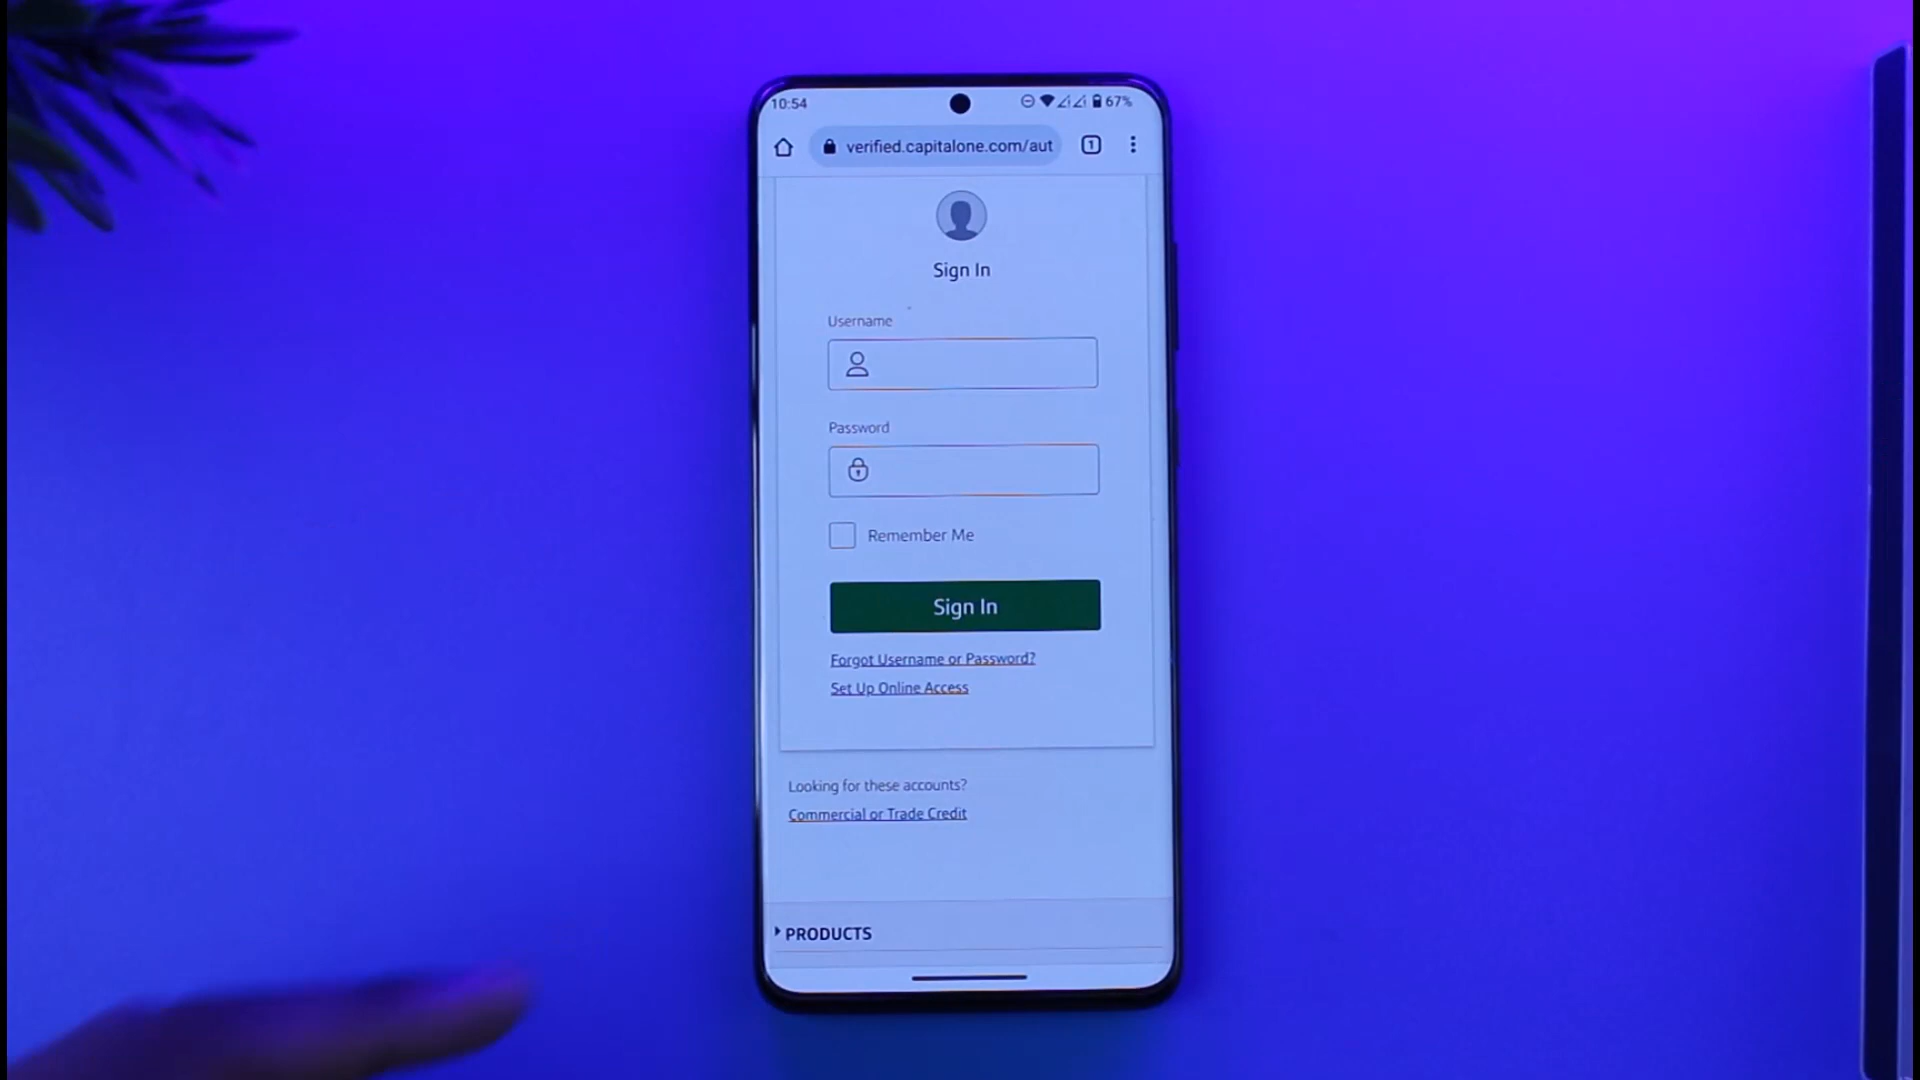 10:54
67%
verified.capitalone.com/aut
1
Sign In
Username
Password
Remember Me
Sign In
Forgot Username or Password?
Set Up Online Access
Looking for these accounts?
Commercial or Trade Credit
PRODUCTS